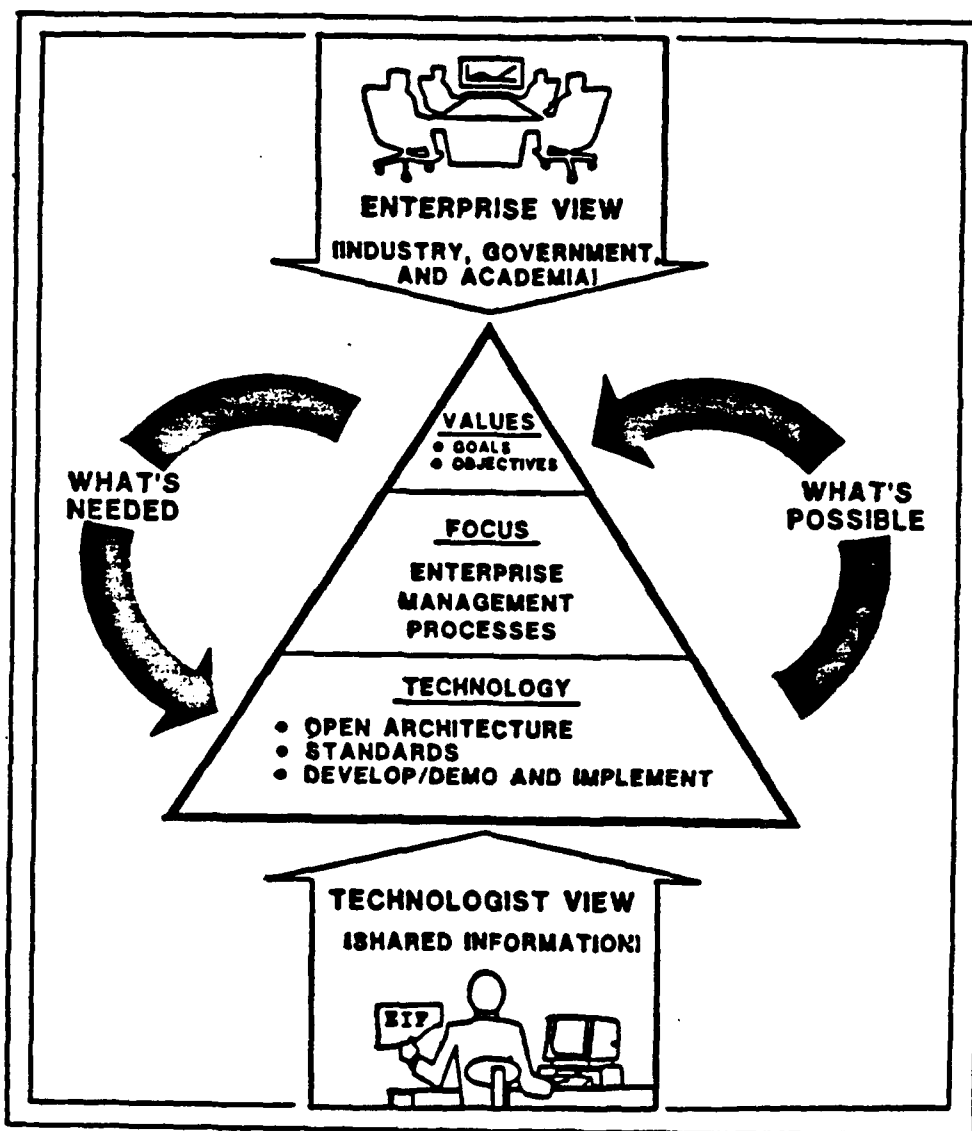 ENTERPRISE VIEW
[INDUSTRY, GOVERNMENT,
AND ACADEMIA]
VALUES
• GOALS
• OBJECTIVES
WHAT'S
NEEDED
WHAT'S
POSSIBLE
FOCUS
ENTERPRISE
MANAGEMENT
PROCESSES
TECHNOLOGY
• OPEN ARCHITECTURE
• STANDARDS
• DEVELOP/DEMO AND IMPLEMENT
TECHNOLOGIST VIEW
[SHARED INFORMATION]
EIF